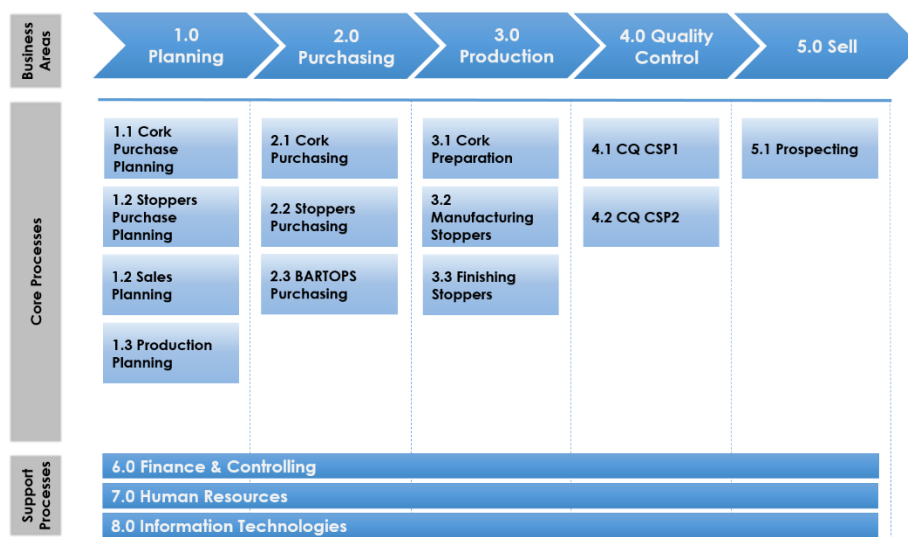 Business
Areas
1.0
Planning
2.0
Purchasing
3.0
Production
4.0 Quality
Control
5.0 Sell
Core Processes
1.1 Cork
Purchase
Planning
1.2 Stoppers
Purchase
Planning
1.2 Sales
Planning
1.3 Production
Planning
2.1 Cork
Purchasing
2.2 Stoppers
Purchasing
2.3 BARTOPS
Purchasing
3.1 Cork
Preparation
3.2
Manufacturing
Stoppers
3.3 Finishing
Stoppers
4.1 CQ CSP1
4.2 CQ CSP2
5.1 Prospecting
Support
Processes
6.0 Finance & Controlling
7.0 Human Resources
8.0 Information Technologies